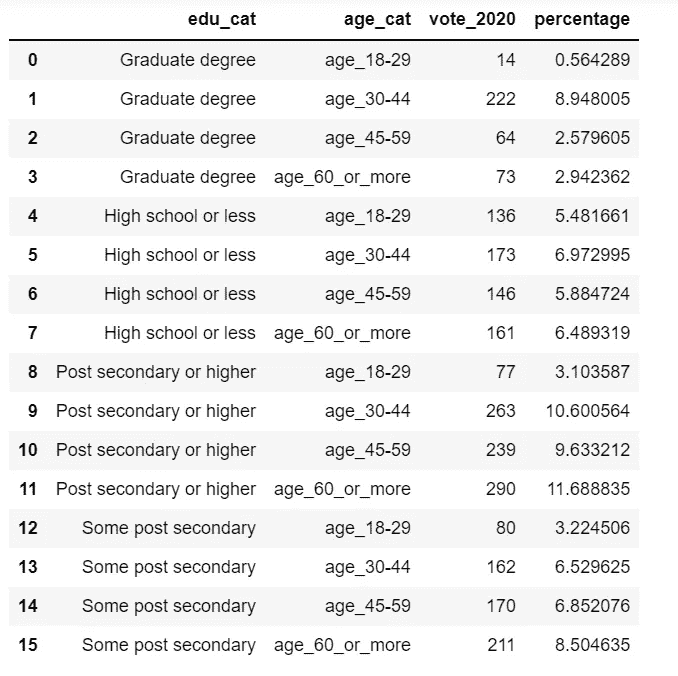 edu_cat age_cat vote_2020 percentage
0 Graduate degree age_18-29 14 0.564289
1 Graduate degree age_30-44 222 8.948005
2 Graduate degree age_45-59 64 2.579605
3 Graduate degree age_60_or_more 73 2.942362
4 High school or less age_18-29 136 5.481661
5 High school or less age_30-44 173 6.972995
6 High school or less age_45-59 146 5.884724
7 High school or less age_60_or_more 161 6.489319
8 Post secondary or higher age_18-29 77 3.103587
9 Post secondary or higher age_30-44 263 10.600564
10 Post secondary or higher age_45-59 239 9.633212
11 Post secondary or higher age_60_or_more 290 11.688835
12 Some post secondary age_18-29 80 3.224506
13 Some post secondary age_30-44 162 6.529625
14 Some post secondary age_45-59 170 6.852076
15 Some post secondary age_60_or_more 211 8.504635